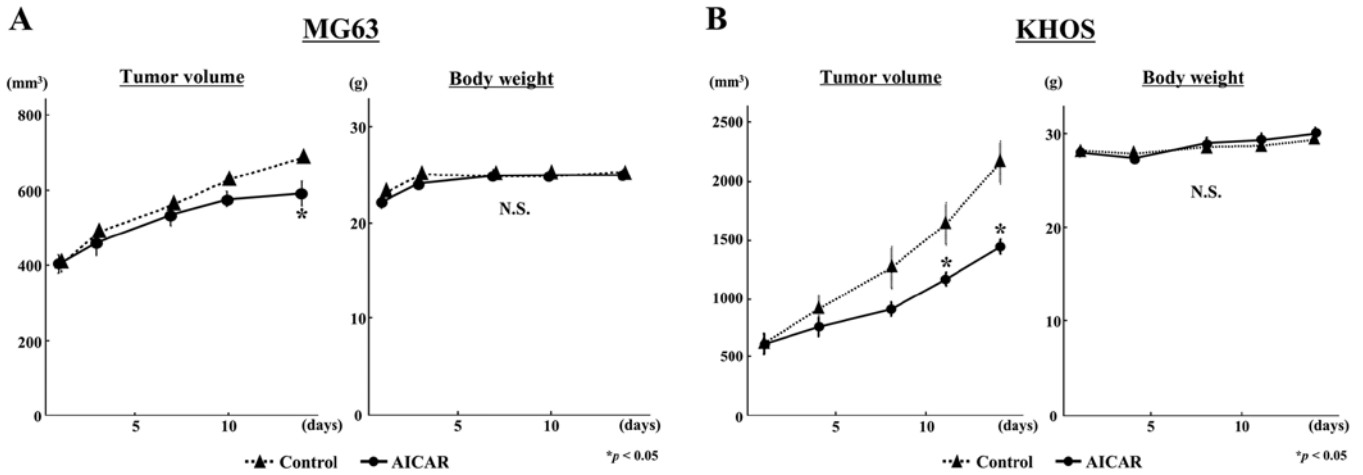 A
MG63
B
KHOS
(mm³)
Tumor volume
(g)
Body weight
(mm³)
Tumor volume
(g)
Body weight
800
600
400
200
0
5
10
(days)
30
20
10
0
N.S.
5
10
(days)
*
2500
2000
1500
1000
500
0
*
*
5
10
(days)
30
20
10
0
N.S.
5
10
(days)
Control
AICAR
*p < 0.05
Control
AICAR
*p < 0.05